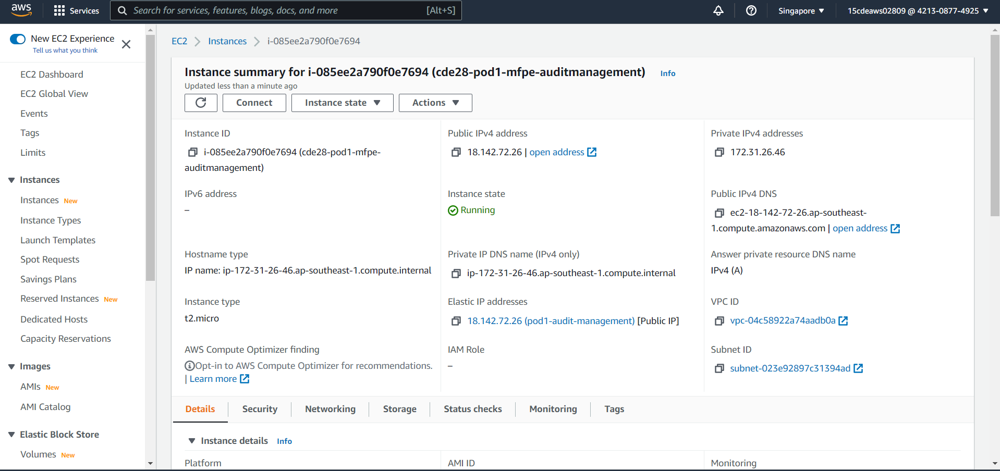 aws
Services
Search for services, features, blogs, docs, and more
[Alt+S]
Singapore
15cdeaws02809 @ 4213-0877-4925
New EC2 Experience
Tell us what you think
EC2 Dashboard
EC2 Global View
Events
Tags
Limits
Instances
Instances New
Instance Types
Launch Templates
Spot Requests
Savings Plans
Reserved Instances New
Dedicated Hosts
Capacity Reservations
Images
AMIs New
AMI Catalog
Elastic Block Store
Volumes New
EC2 > Instances > i-085ee2a790f0e7694
Instance summary for i-085ee2a790f0e7694 (cde28-pod1-mfpe-auditmanagement) Info
Updated less than a minute ago
Connect
Instance state
Actions
Instance ID
i-085ee2a790f0e7694 (cde28-pod1-mfpe-
auditmanagement)
Public IPv4 address
18.142.72.26 | open address
Private IPv4 addresses
172.31.26.46
IPv6 address
–
Instance state
Running
Public IPv4 DNS
ec2-18-142-72-26.ap-southeast-
1.compute.amazonaws.com | open address
Hostname type
IP name: ip-172-31-26-46.ap-southeast-1.compute.internal
Private IP DNS name (IPv4 only)
ip-172-31-26-46.ap-southeast-1.compute.internal
Answer private resource DNS name
IPv4 (A)
Instance type
t2.micro
Elastic IP addresses
18.142.72.26 (pod1-audit-management) [Public IP]
VPC ID
vpc-04c58922a74aadb0a
AWS Compute Optimizer finding
Opt-in to AWS Compute Optimizer for recommendations.
| Learn more
IAM Role
–
Subnet ID
subnet-023e92897c31394ad
Details
Security
Networking
Storage
Status checks
Monitoring
Tags
Instance details Info
Platform
AMI ID
Monitoring